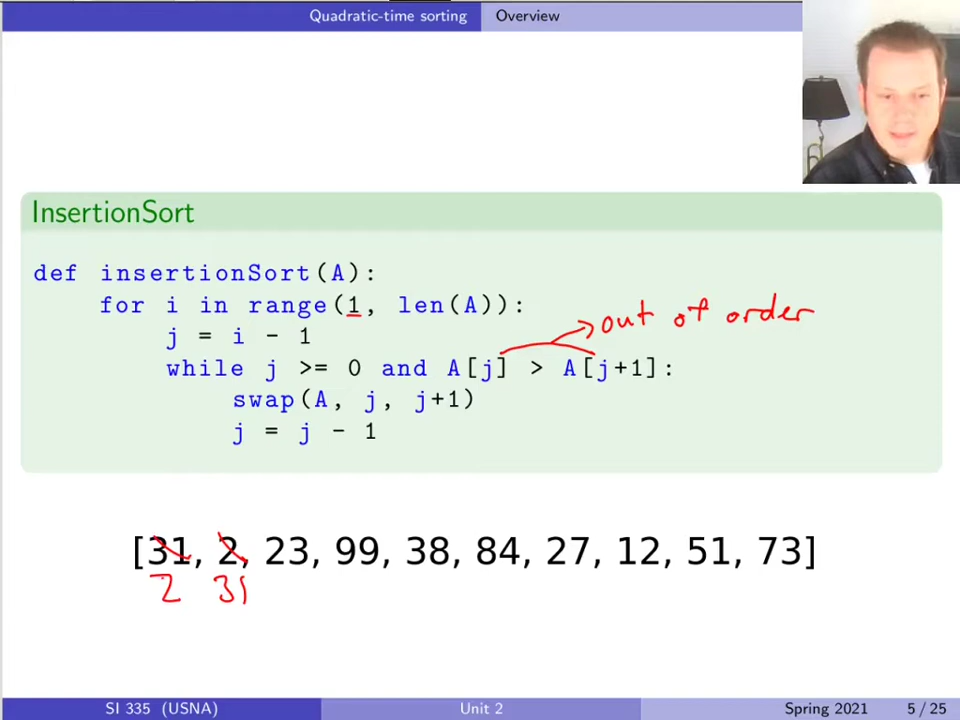 Quadratic-time sorting Overview
InsertionSort
def insertionSort(A):
for i in range(1, len(A)):
out of order
j = i - 1
while j >= 0 and A[j] > A[j+1]:
swap(A, j, j+1)
j = j - 1
[31, 2, 23, 99, 38, 84, 27, 12, 51, 73]
2 31
SI 335 (USNA) Unit 2 Spring 2021 5 / 25